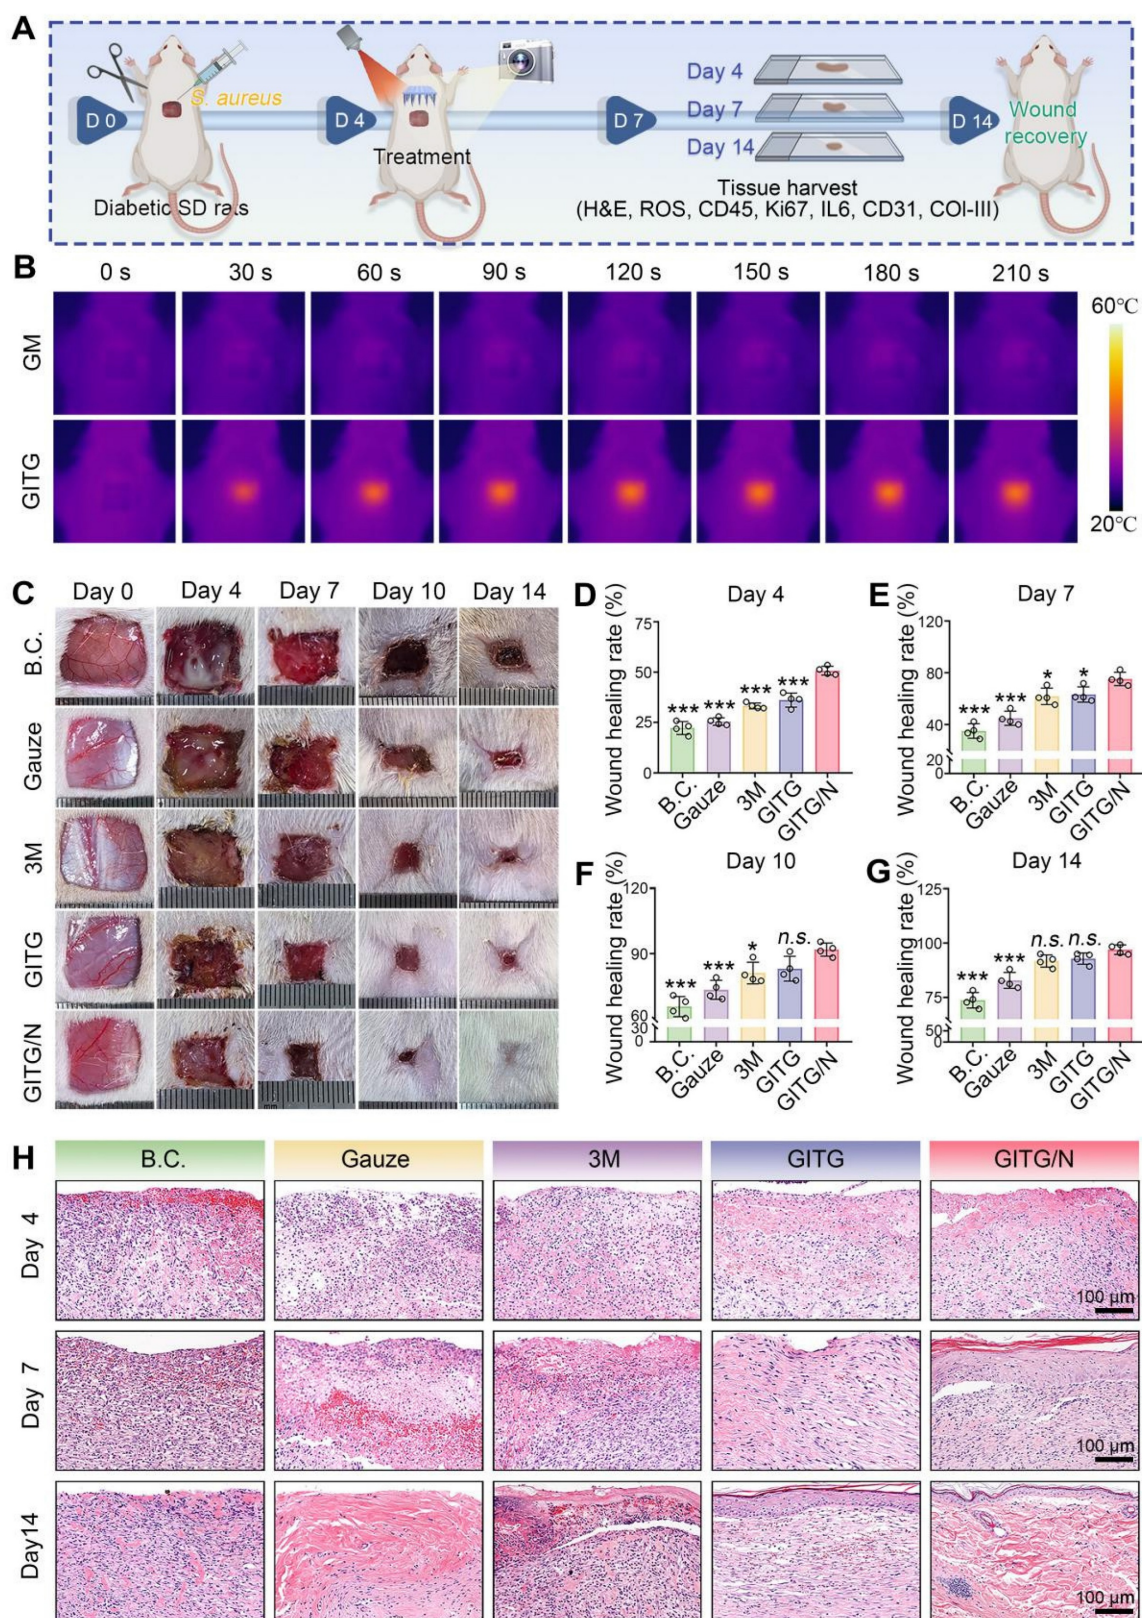 A
S. aureus
D 0
D 4
D 7
D 14
Day 4
Day 7
Day 14
Wound
recovery
Treatment
Diabetic SD rats
Tissue harvest
(H&E, ROS, CD45, Ki67, IL6, CD31, COI-III)
B
0 s 30 s 60 s 90 s 120 s 150 s 180 s 210 s
GM
GITG
60℃
20℃
C
Day 0 Day 4 Day 7 Day 10 Day 14
B.C.
Gauze
3M
GITG
GITG/N
D
Day 4
Wound healing rate (%)
75
50
25
0
*** *** *** ***
B.C. Gauze 3M GITG GITG/N
E
Day 7
Wound healing rate (%)
120
80
40
20
0
*** *** * *
B.C. Gauze 3M GITG GITG/N
F
Day 10
Wound healing rate (%)
120
90
60
30
0
*** *** * n.s.
B.C. Gauze 3M GITG GITG/N
G
Day 14
Wound healing rate (%)
125
100
75
50
0
*** *** n.s. n.s.
B.C. Gauze 3M GITG GITG/N
H
B.C. Gauze 3M GITG GITG/N
Day 4
100 µm
Day 7
100 µm
Day14
100 µm